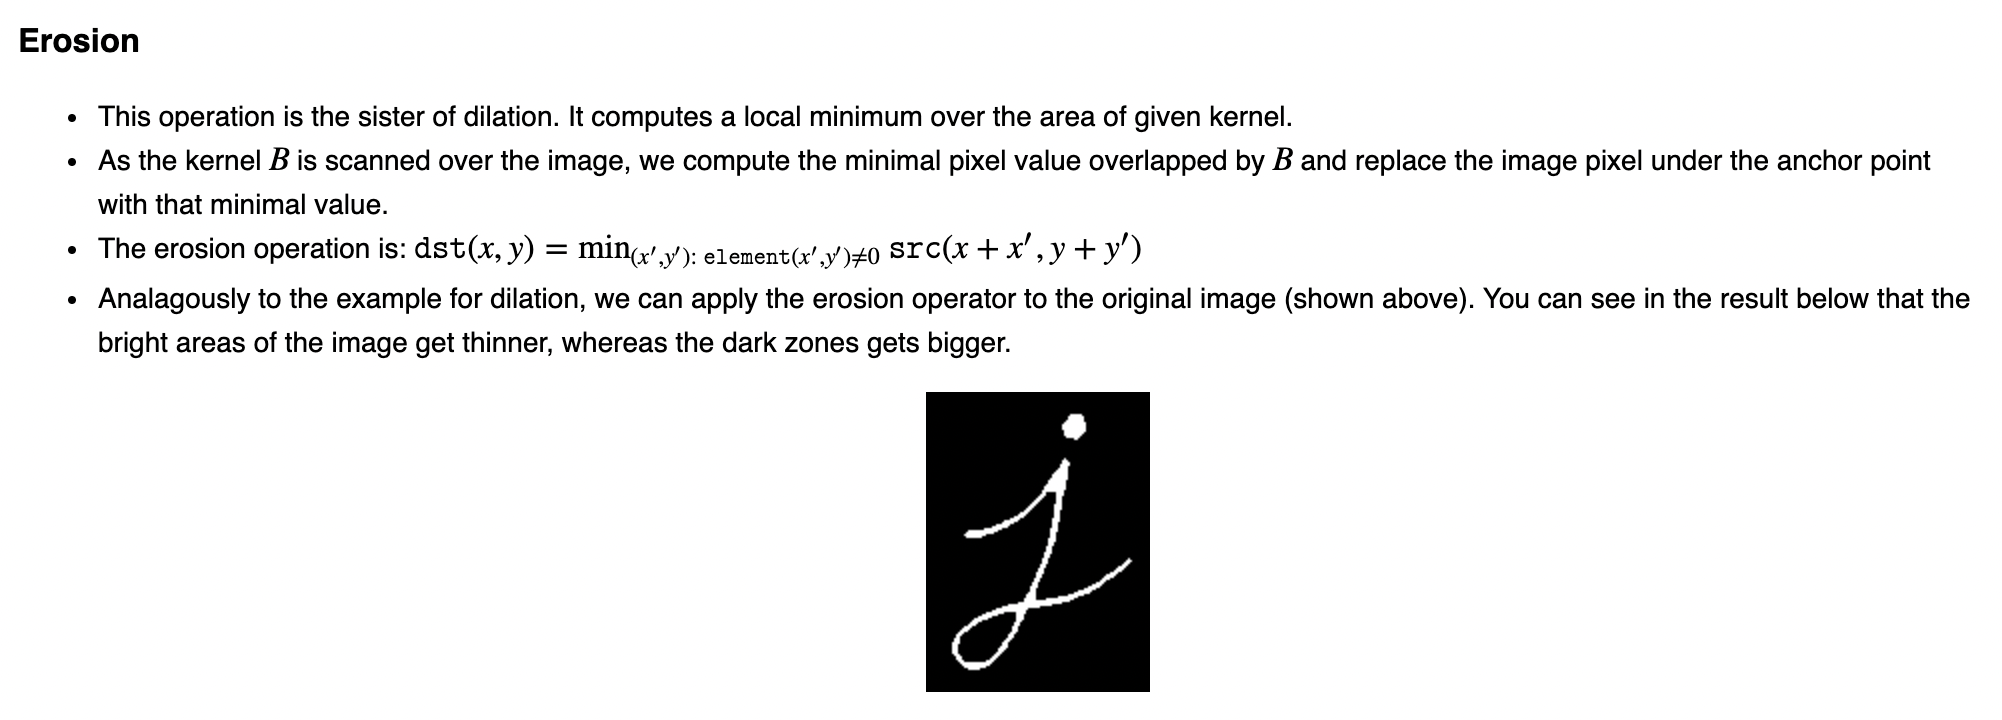 Erosion
• This operation is the sister of dilation. It computes a local minimum over the area of given kernel.
• As the kernel B is scanned over the image, we compute the minimal pixel value overlapped by B and replace the image pixel under the anchor point
with that minimal value.
• The erosion operation is: dst(x, y) = min(x′,y′): element(x′,y′)≠0 src(x + x′, y + y′)
• Analagously to the example for dilation, we can apply the erosion operator to the original image (shown above). You can see in the result below that the
bright areas of the image get thinner, whereas the dark zones gets bigger.
j